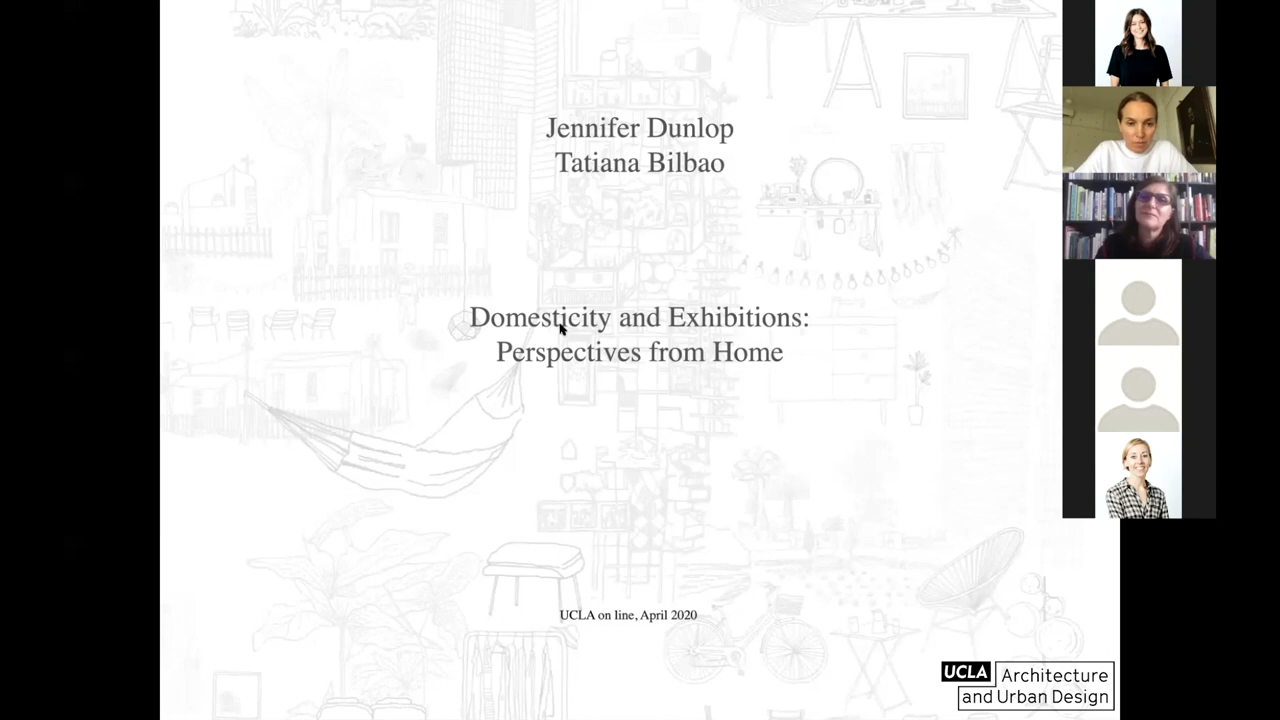 Jennifer Dunlop
Tatiana Bilbao
Domesticity and Exhibitions:
Perspectives from Home
UCLA on line, April 2020
UCLA Architecture
and Urban Design